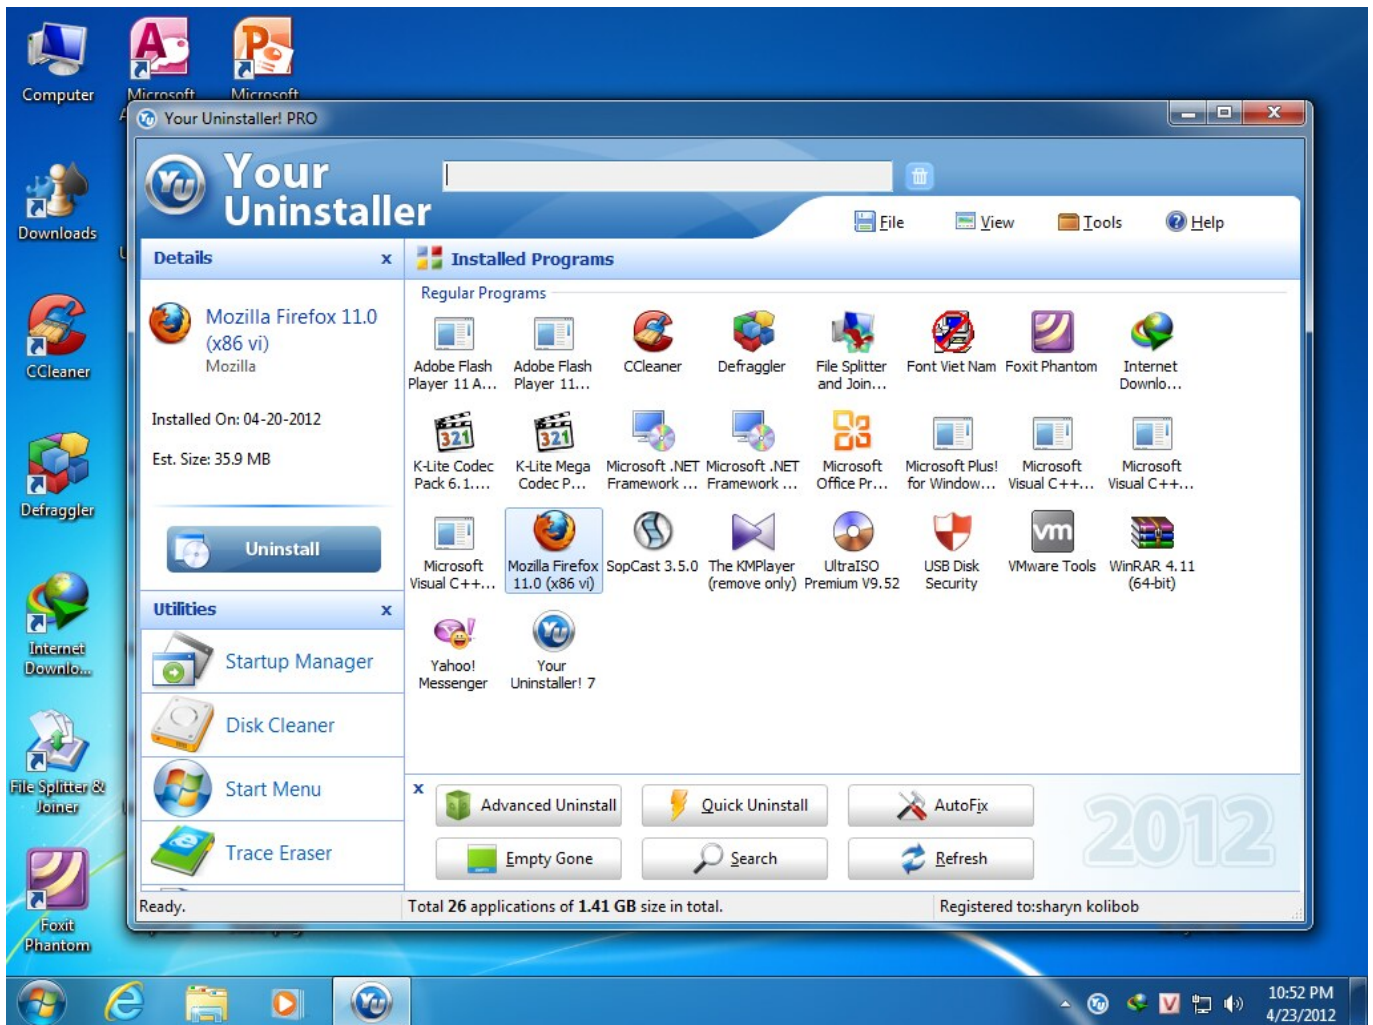 Computer
Microsoft
Microsoft
Downloads
CCleaner
Defraggler
Internet
Downlo...
File Splitter &
Joiner
Foxit
Phantom
Your Uninstaller! PRO
Your
Uninstaller
File View Tools Help
Details x
Mozilla Firefox 11.0
(x86 vi)
Mozilla
Installed On: 04-20-2012
Est. Size: 35.9 MB
Uninstall
Utilities x
Startup Manager
Disk Cleaner
Start Menu
Trace Eraser
Installed Programs
Regular Programs
Adobe Flash
Player 11 A...
Adobe Flash
Player 11...
CCleaner
Defraggler
File Splitter
and Join...
Font Viet Nam
Foxit Phantom
Internet
Downlo...
K-Lite Codec
Pack 6.1....
K-Lite Mega
Codec P...
Microsoft .NET
Framework ...
Microsoft .NET
Framework ...
Microsoft
Office Pr...
Microsoft Plus!
for Window...
Microsoft
Visual C++...
Microsoft
Visual C++...
Microsoft
Visual C++...
Mozilla Firefox
11.0 (x86 vi)
SopCast 3.5.0
The KMPlayer
(remove only)
UltraISO
Premium V9.52
USB Disk
Security
VMware Tools
WinRAR 4.11
(64-bit)
Yahoo!
Messenger
Your
Uninstaller! 7
x
Advanced Uninstall
Quick Uninstall
AutoFix
Empty Gone
Search
Refresh
2012
Ready.
Total 26 applications of 1.41 GB size in total.
Registered to:sharyn kolibob
10:52 PM
4/23/2012